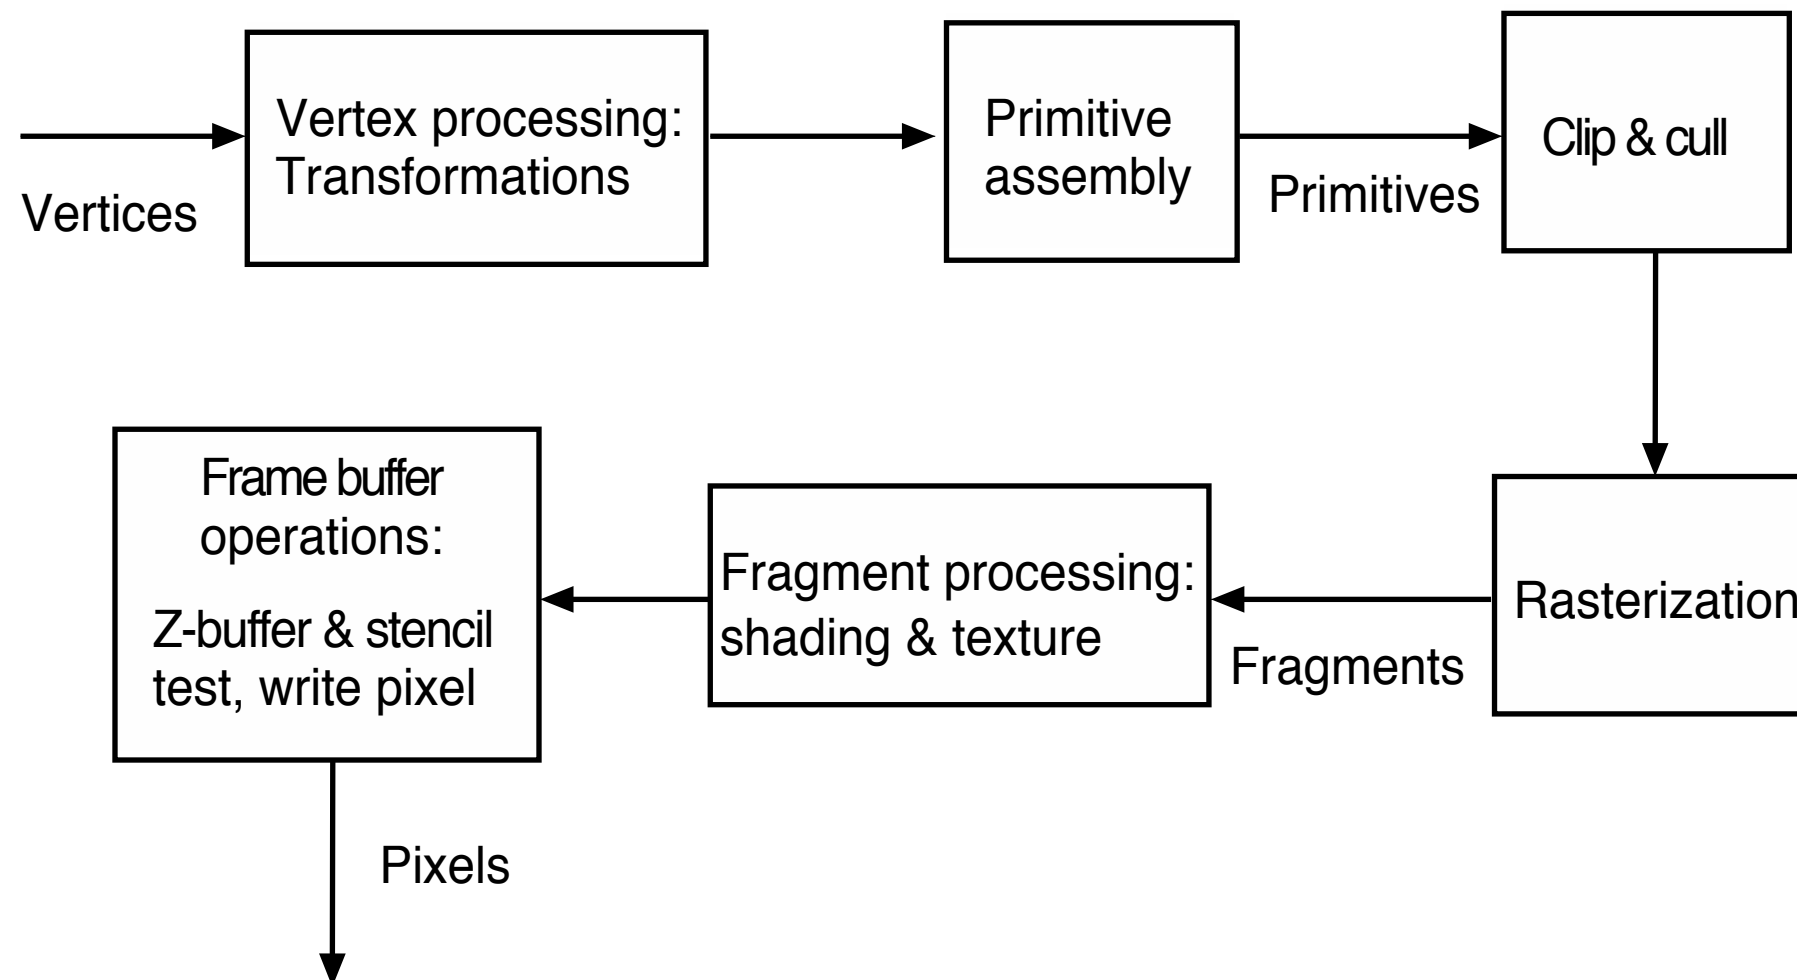 Vertices
Vertex processing:
Transformations
Primitive
assembly
Primitives
Clip & cull
Rasterization
Fragments
Fragment processing:
shading & texture
Frame buffer
operations:
Z-buffer & stencil
test, write pixel
Pixels